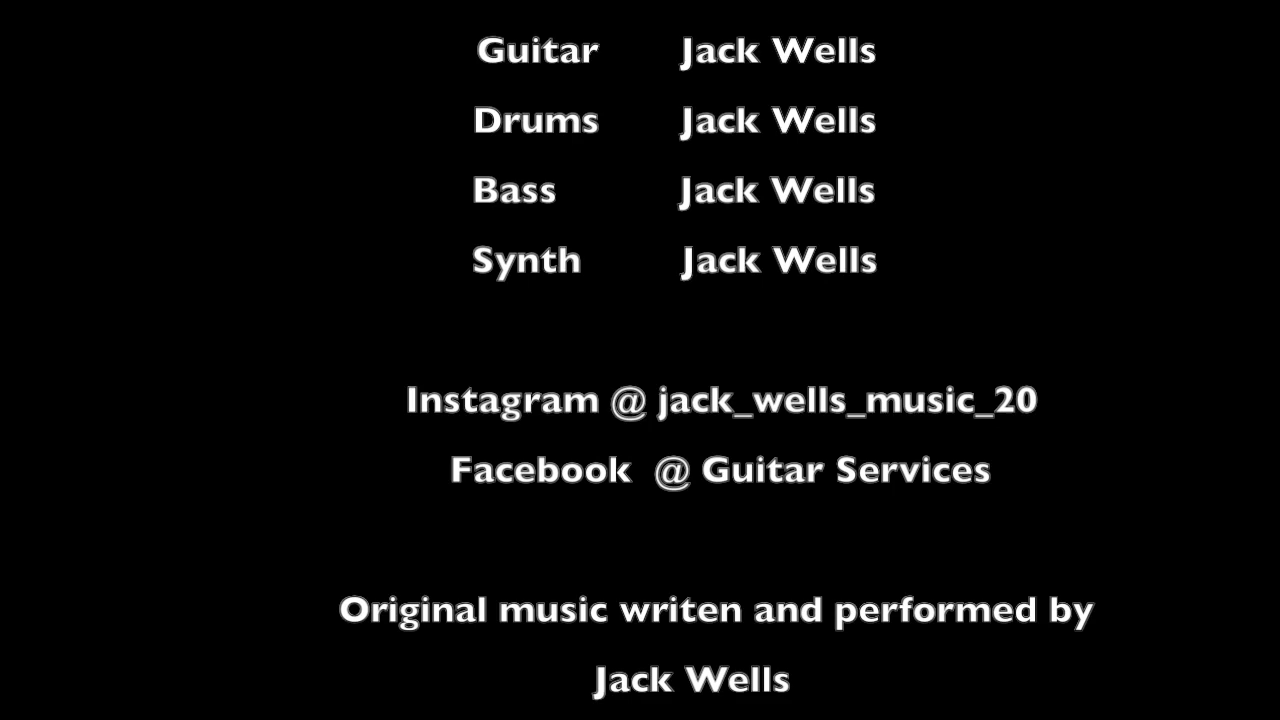 Guitar Jack Wells
Drums Jack Wells
Bass Jack Wells
Synth Jack Wells
Instagram @ jack_wells_music_20
Facebook @ Guitar Services
Original music writen and performed by
Jack Wells